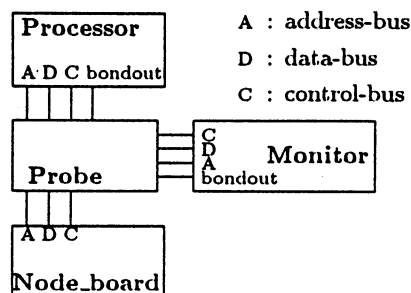 Processor
A D C bondout
A : address-bus
D : data-bus
C : control-bus
Probe
C
D
A
bondout
Monitor
A D C
Node_board